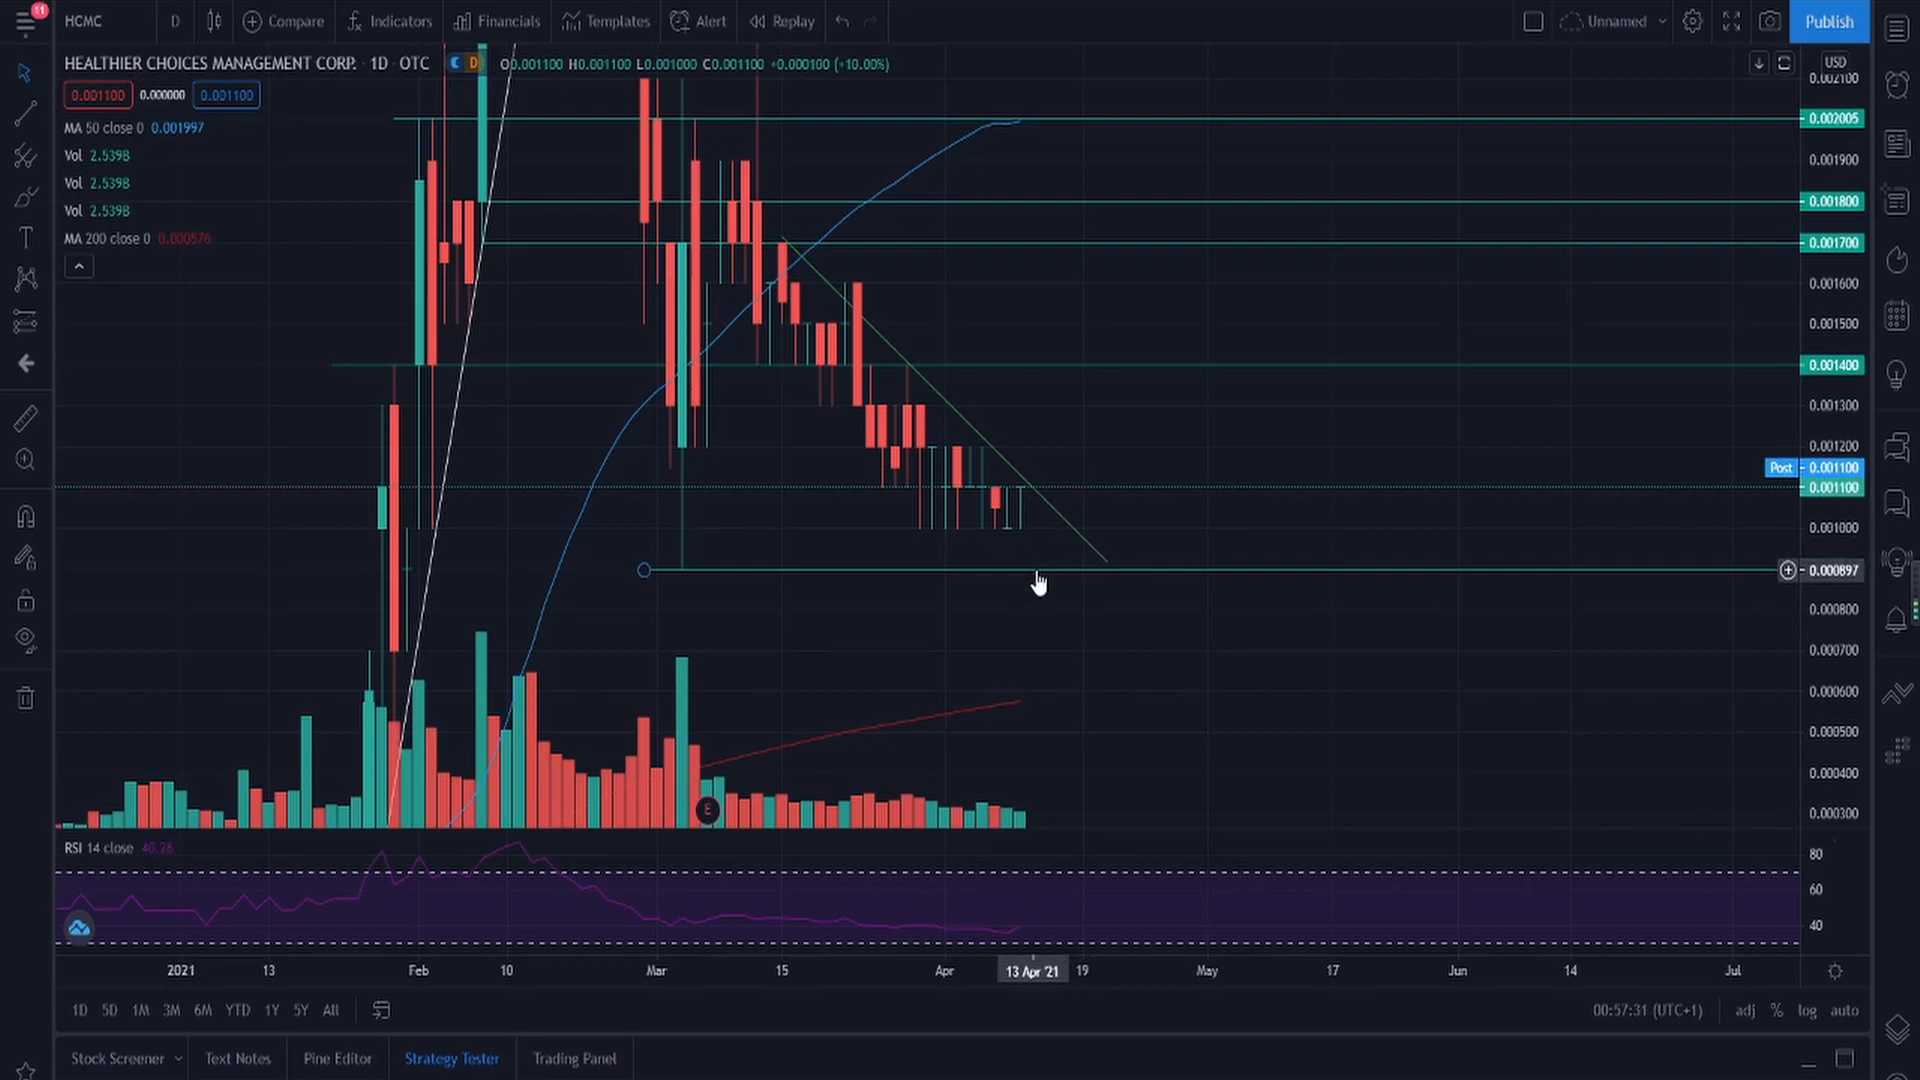 11
HCMC D Compare Indicators Financials Templates Alert Replay Unnamed Publish
HEALTHIER CHOICES MANAGEMENT CORP. · 1D · OTC D O0.001100 H0.001100 L0.001000 C0.001100 +0.000100 (+10.00%)
USD
0.002100
0.001100 0.000000 0.001100
MA 50 close 0 0.001997
Vol 2.539B
Vol 2.539B
Vol 2.539B
MA 200 close 0 0.000576
0.002005
0.001900
0.001800
0.001700
0.001600
0.001500
0.001400
0.001300
0.001200
Post 0.001100
0.001100
0.001000
0.000897
0.000800
0.000700
0.000600
0.000500
0.000400
0.000300
E
RSI 14 close 40.26
80
60
40
2021 13 Feb 10 Mar 15 Apr 13 Apr '21 19 May 17 Jun 14 Jul
1D 5D 1M 3M 6M YTD 1Y 5Y All 00:57:31 (UTC+1) adj % log auto
Stock Screener Text Notes Pine Editor Strategy Tester Trading Panel